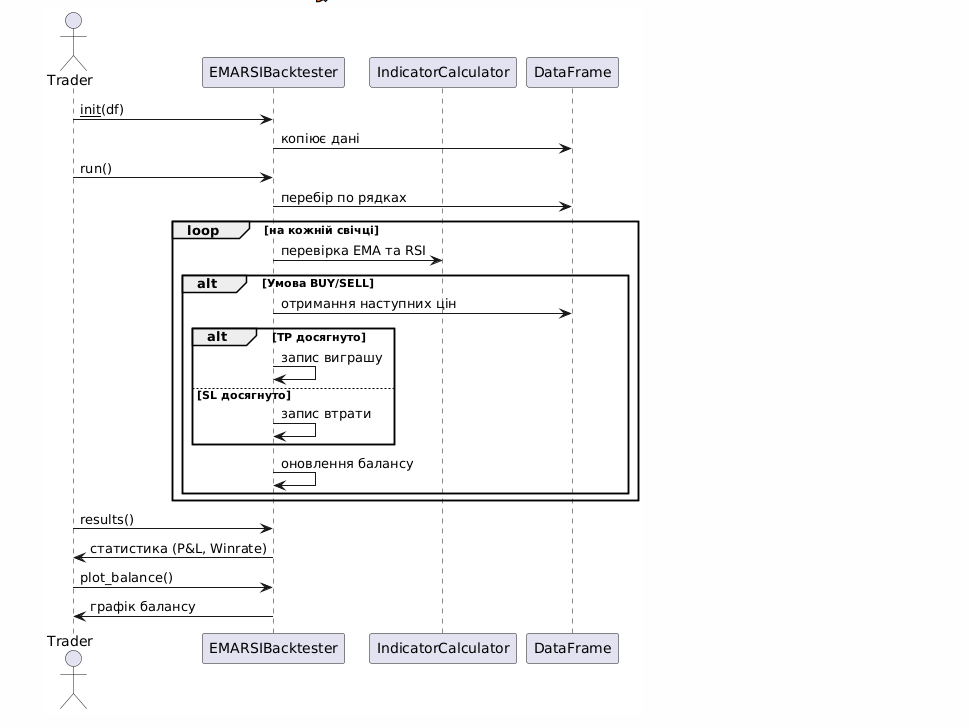 Trader
EMARSIBacktester
IndicatorCalculator
DataFrame
init(df)
копіює дані
run()
перебір по рядках
loop
[на кожній свічці]
перевірка EMA та RSI
alt
[Умова BUY/SELL]
отримання наступних цін
alt
[TP досягнуто]
запис виграшу
[SL досягнуто]
запис втрати
оновлення балансу
results()
статистика (P&L, Winrate)
plot_balance()
графік балансу
Trader
EMARSIBacktester
IndicatorCalculator
DataFrame